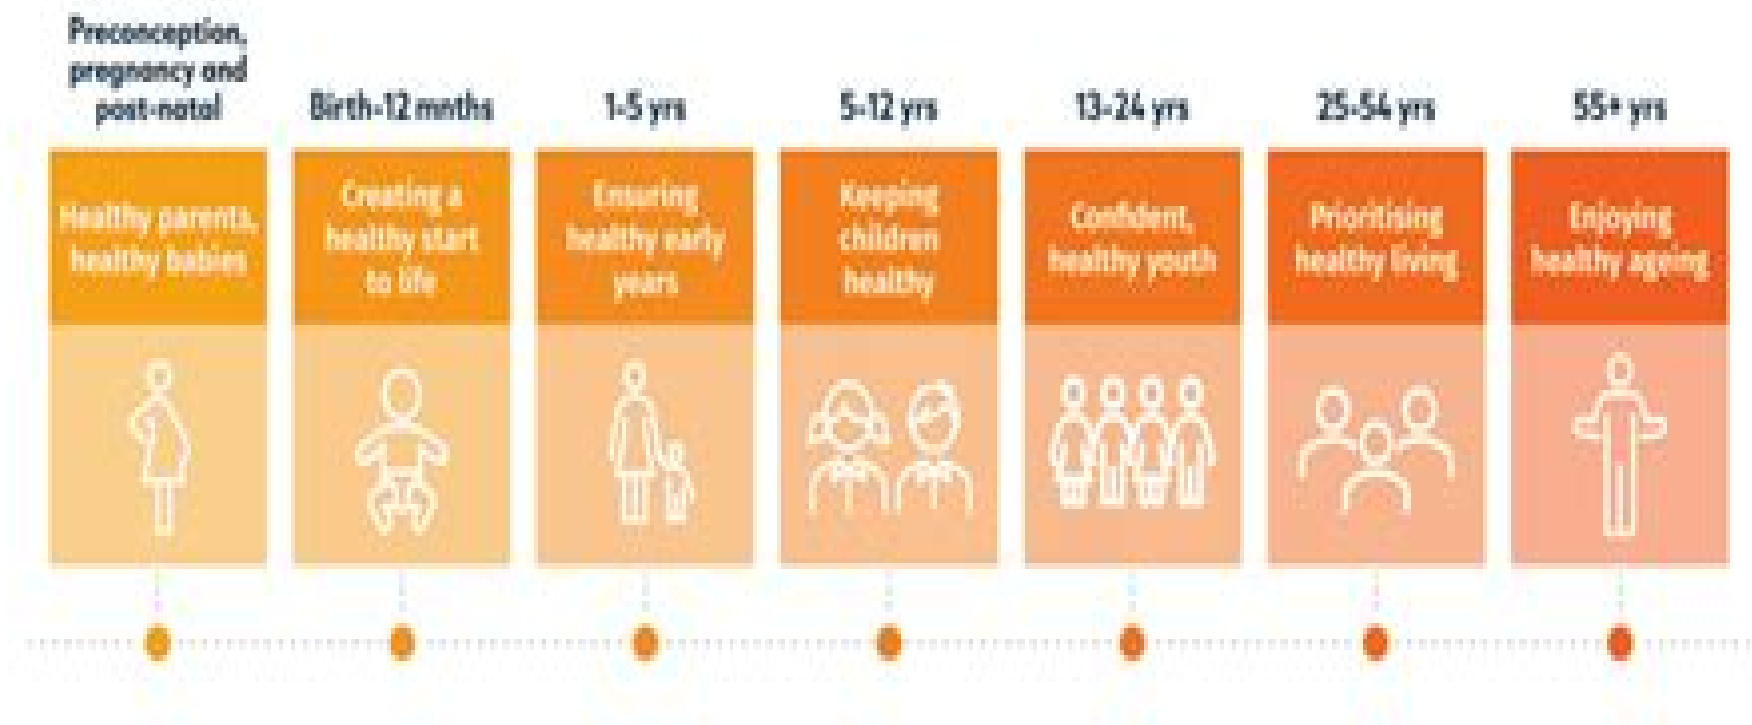 Preconception,
pregnancy and
post-natal
Birth-12 mnths
1-5 yrs
5-12 yrs
13-24 yrs
25-54 yrs
55+ yrs
Healthy parents,
healthy babies
Creating a
healthy start
to life
Ensuring
healthy early
years
Keeping
children
healthy
Confident,
healthy youth
Prioritising
healthy living
Enjoying
healthy ageing